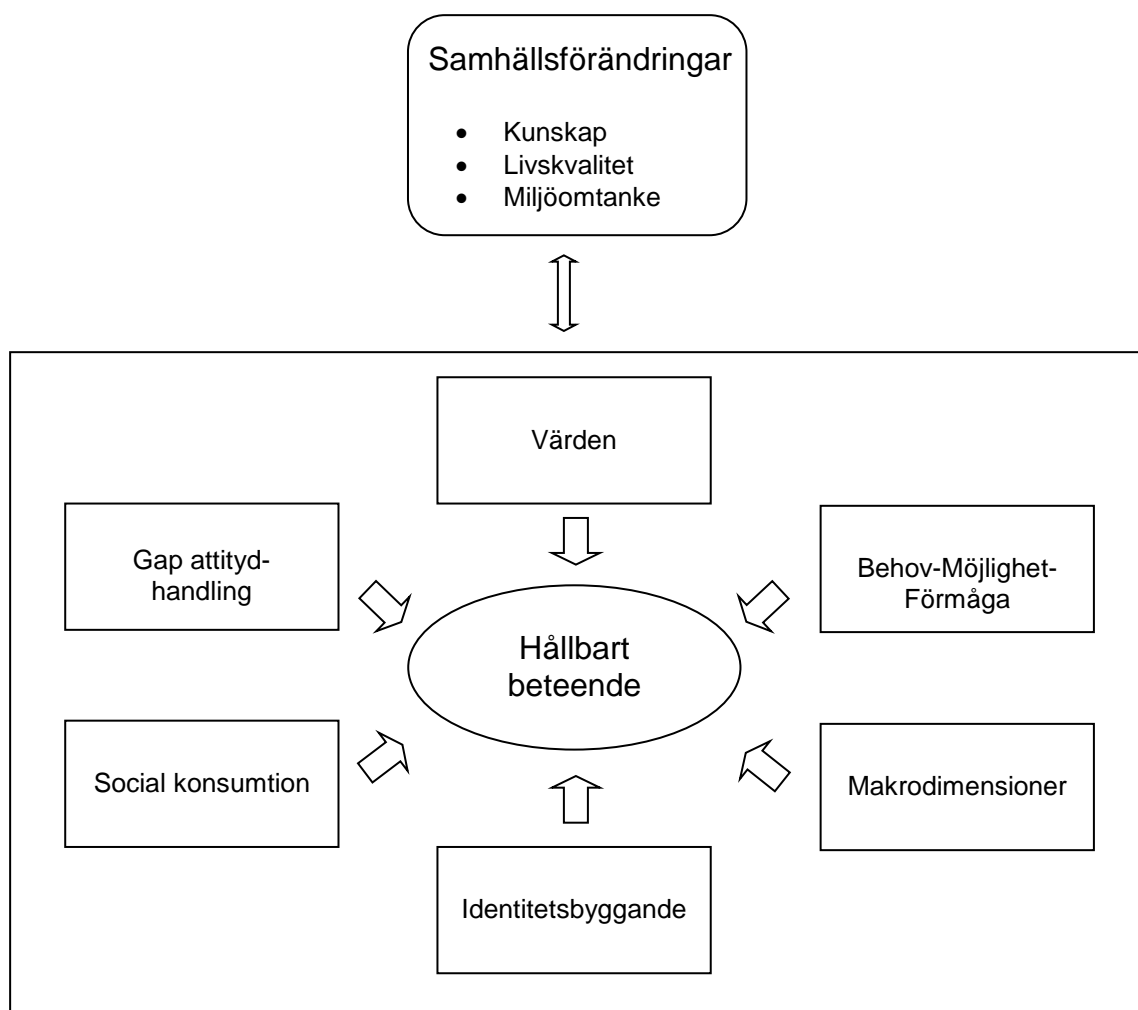 Samhällsförändringar
• Kunskap
• Livskvalitet
• Miljöomtanke
Värden
Gap attityd-
handling
Behov-Möjlighet-
Förmåga
Hållbart
beteende
Social konsumtion
Makrodimensioner
Identitetsbyggande